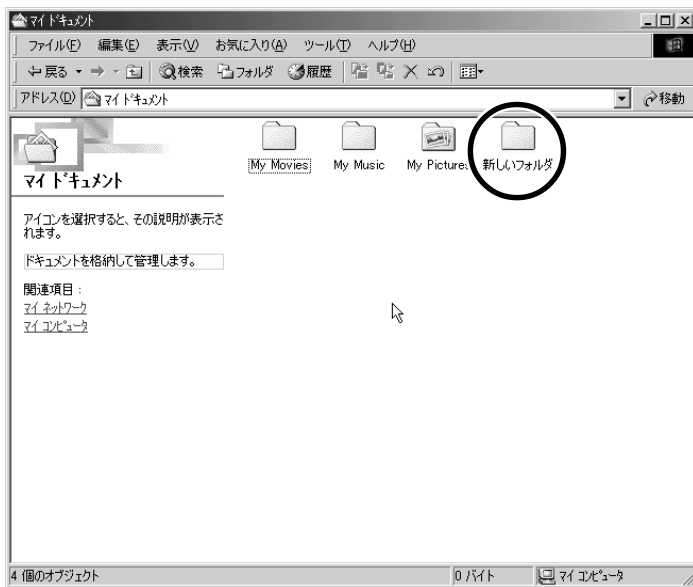 マイ ドキュメント
ファイル(F) 編集(E) 表示(V) お気に入り(A) ツール(T) ヘルプ(H)
戻る 検索 フォルダ 履歴
アドレス(D) マイ ドキュメント 移動
My Movies My Music My Pictures 新しいフォルダ
マイ ドキュメント
アイコンを選択すると、その説明が表示さ
れます。
ドキュメントを格納して管理します。
関連項目 :
マイ ネットワーク
マイ コンピュータ
4 個のオブジェクト 0 バイト マイ コンピュータ